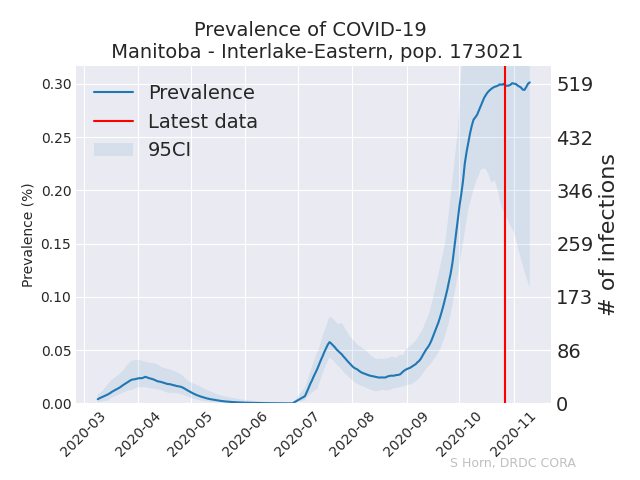 Prevalence of COVID-19
Manitoba - Interlake-Eastern, pop. 173021
Prevalence
Latest data
95CI
Prevalence (%)
0.30
0.25
0.20
0.15
0.10
0.05
0.00
519
432
346
259
173
86
0
# of infections
2020-03
2020-04
2020-05
2020-06
2020-07
2020-08
2020-09
2020-10
2020-11
S Horn, DRDC CORA